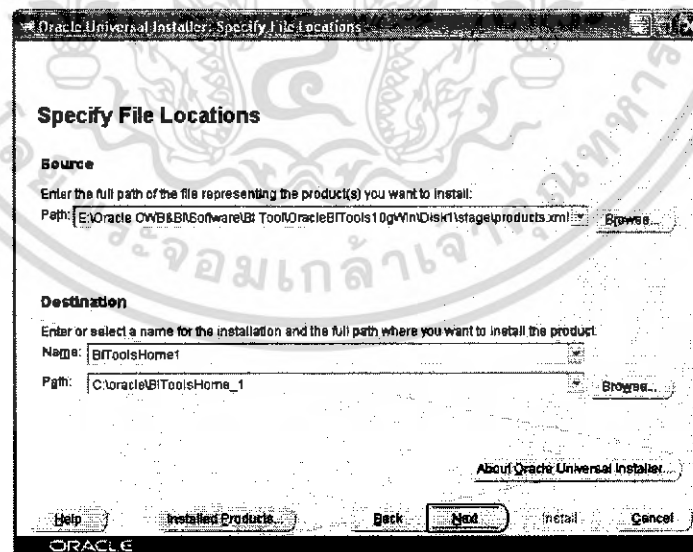 Oracle Universal Installer: Specify File Locations
Specify File Locations
Source
Enter the full path of the file representing the product(s) you want to install:
Path: E:\Oracle OWB&BI\Software\BI Tool\OracleBITools10gWin\Disk1\stage\products.xml Browse...
Destination
Enter or select a name for the installation and the full path where you want to install the product.
Name: BIToolsHome1
Path: C:\oracle\BIToolsHome_1 Browse...
About Oracle Universal Installer...
Help Installed Products... Back Next Install Cancel
ORACLE